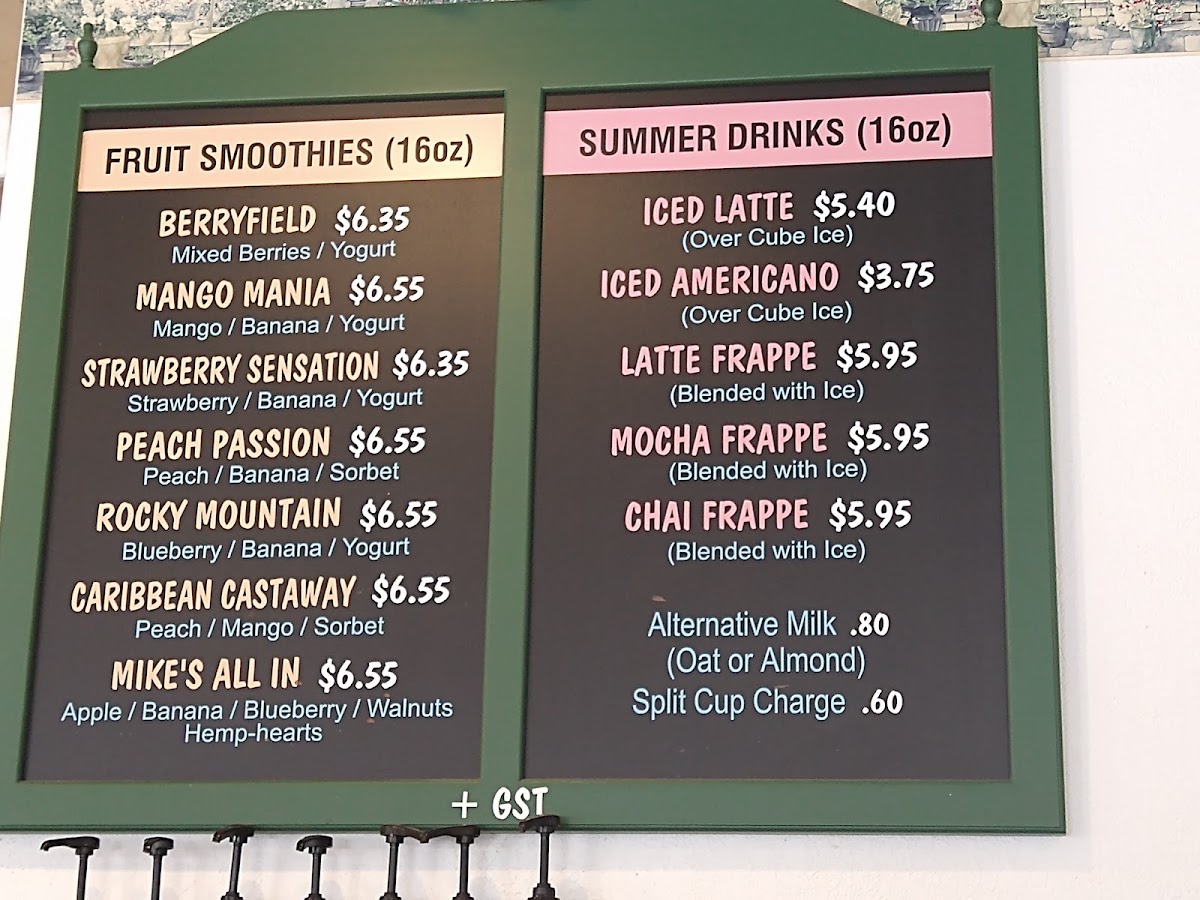 FRUIT SMOOTHIES (16oz)
BERRYFIELD $6.35
Mixed Berries / Yogurt
MANGO MANIA $6.55
Mango / Banana / Yogurt
STRAWBERRY SENSATION $6.35
Strawberry / Banana / Yogurt
PEACH PASSION $6.55
Peach / Banana / Sorbet
ROCKY MOUNTAIN $6.55
Blueberry / Banana / Yogurt
CARIBBEAN CASTAWAY $6.55
Peach / Mango / Sorbet
MIKE'S ALL IN $6.55
Apple / Banana / Blueberry / Walnuts
Hemp-hearts
SUMMER DRINKS (16oz)
ICED LATTE $5.40
(Over Cube Ice)
ICED AMERICANO $3.75
(Over Cube Ice)
LATTE FRAPPE $5.95
(Blended with Ice)
MOCHA FRAPPE $5.95
(Blended with Ice)
CHAI FRAPPE $5.95
(Blended with Ice)
Alternative Milk .80
(Oat or Almond)
Split Cup Charge .60
+ GST